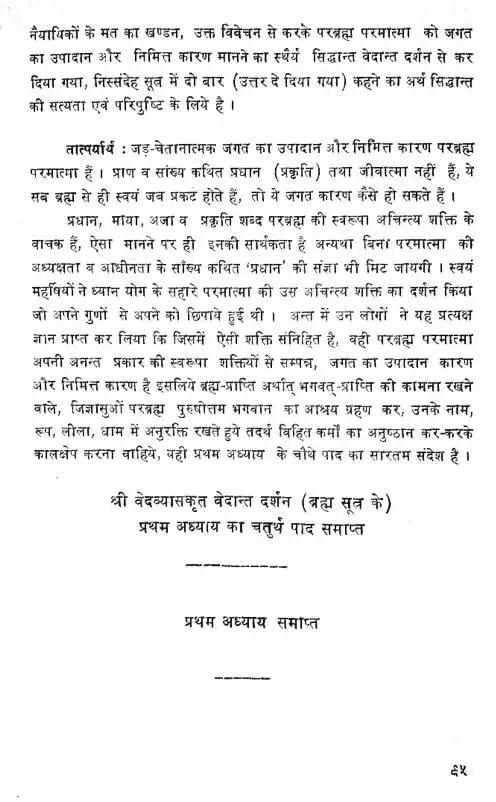 नैयायिकों के मत का खण्डन, उक्त विवेचन से करके परब्रह्म परमात्मा को जगत
का उपादान और निमित्त कारण मानने का स्थैर्य सिद्धान्त वेदान्त दर्शन से कर
दिया गया, निस्संदेह सूत्र में दो बार (उत्तर दे दिया गया) कहने का अर्थ सिद्धान्त
की सत्यता एवं परिपुष्टि के लिये है ।
तात्पर्यार्थ : जड़-चेतानात्मक जगत का उपादान और निमित्त कारण परब्रह्म
परमात्मा हैं । प्राण व सांख्य कथित प्रधान (प्रकृति) तथा जीवात्मा नहीं हैं, ये
सब ब्रह्म से ही स्वयं जब प्रकट होते हैं, तो ये जगत कारण कैसे हो सकते हैं ।
प्रधान, माया, अजा व प्रकृति शब्द परब्रह्म की स्वरूपा अचिन्त्य शक्ति के
वाचक हैं, ऐसा मानने पर ही इनकी सार्थकता है अन्यथा बिना परमात्मा की
अध्यक्षता व आधीनता के साँख्य कथित ‘प्रधान’ की संज्ञा भी मिट जायगी । स्वयं
महर्षियों ने ध्यान योग के सहारे परमात्मा की उस अचिन्त्य शक्ति का दर्शन किया
जो अपने गुणों से अपने को छिपाये हुई थी । अन्त में उन लोगों ने यह प्रत्यक्ष
ज्ञान प्राप्त कर लिया कि जिसमें ऐसी शक्ति संनिहित है, वही परब्रह्म परमात्मा
अपनी अनन्त प्रकार की स्वरूपा शक्तियों से सम्पन्न, जगत का उपादान कारण
और निमित्त कारण है इसलिये ब्रह्म-प्राप्ति अर्थात् भगवत्-प्राप्ति की कामना रखने
वाले, जिज्ञासुओं परब्रह्म पुरुषोत्तम भगवान का आश्रय ग्रहण कर, उनके नाम,
रूप, लीला, धाम में अनुरक्ति रखते हुये तदर्थ विहित कर्मों का अनुष्ठान कर-करके
कालक्षेप करना वाहिये, यही प्रथम अध्याय के चौथे पाद का सारतम संदेश है ।
श्री वेदव्यासकृत वेदान्त दर्शन (ब्रह्म सूत्र के)
प्रथम अध्याय का चतुर्थ पाद समाप्त
प्रथम अध्याय समाप्त
९५